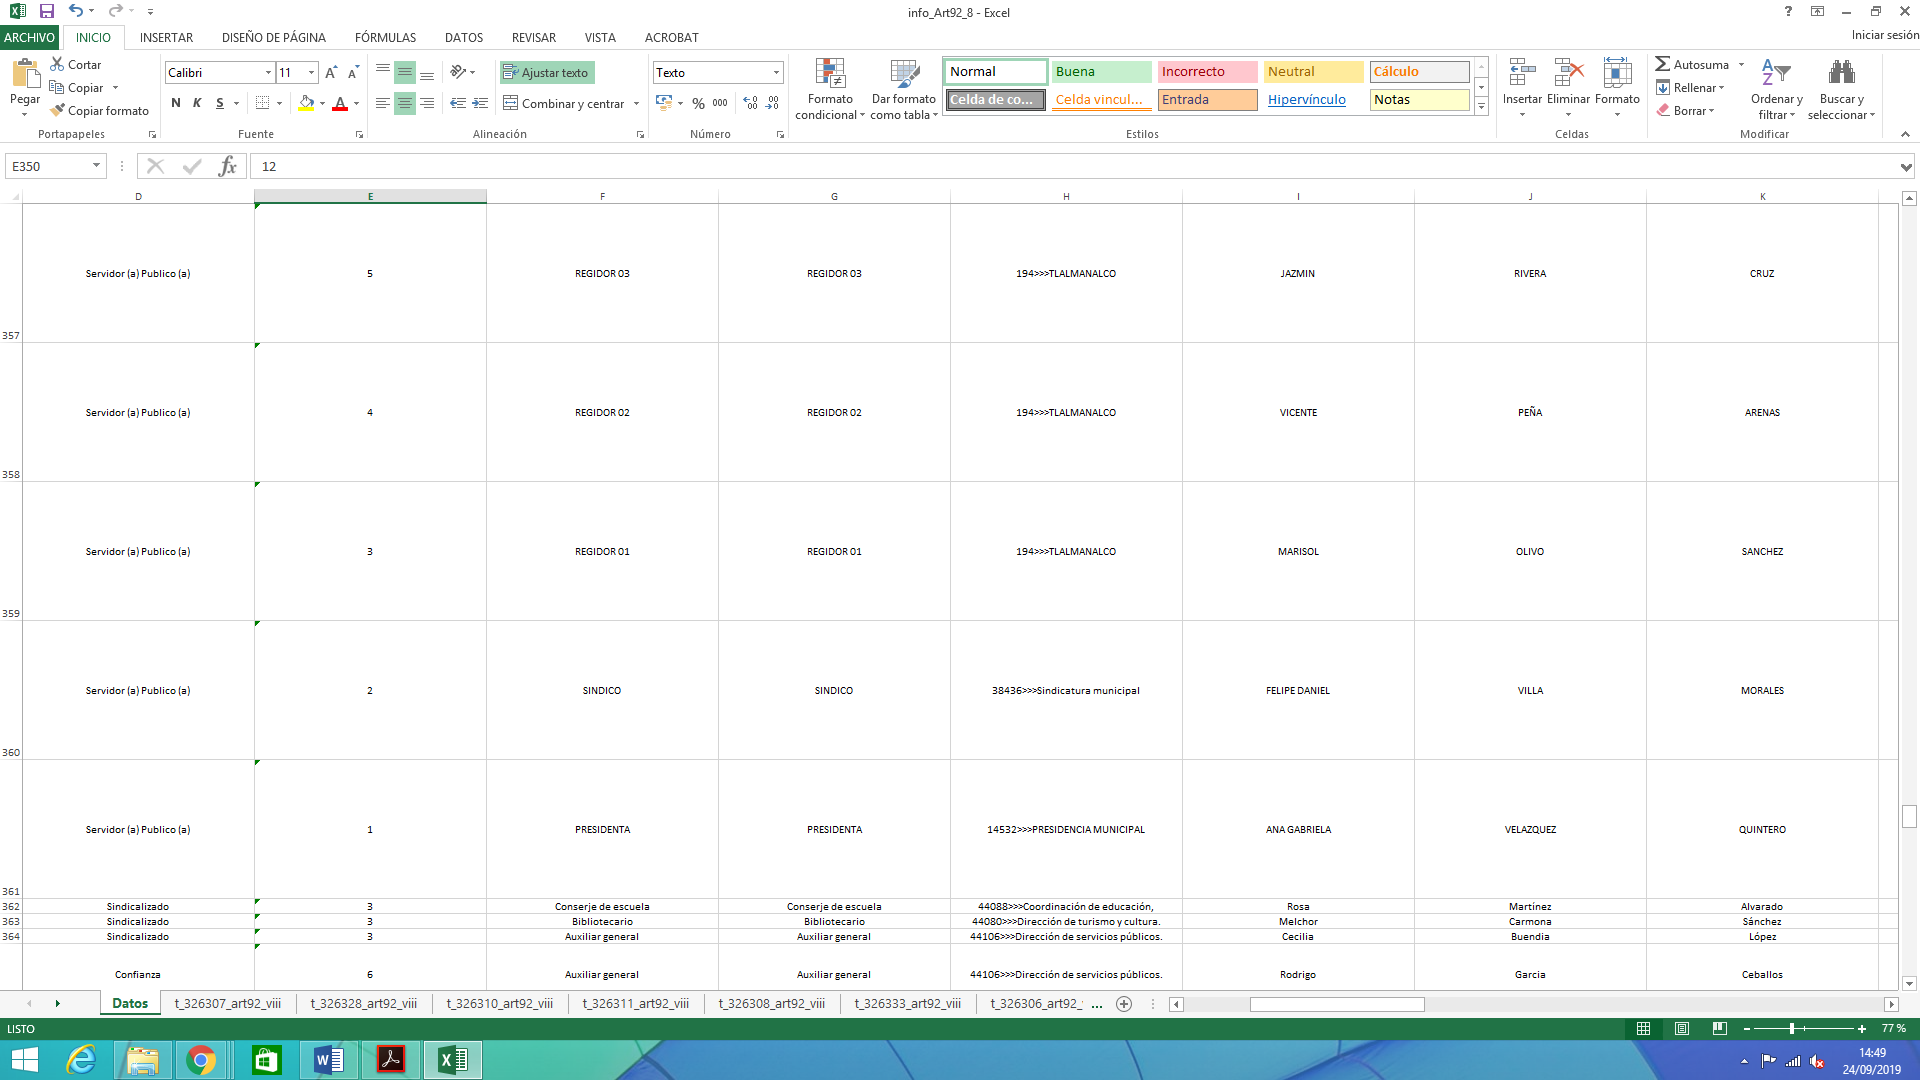 info_Art92_8 - Excel
ARCHIVO INICIO INSERTAR DISEÑO DE PÁGINA FÓRMULAS DATOS REVISAR VISTA ACROBAT Iniciar sesión
Pegar
Cortar
Copiar
Copiar formato
Portapapeles
Calibri 11
N K S A
Fuente
Ajustar texto
Combinar y centrar
Alineación
Texto
% 000
Número
Formato condicional
Dar formato como tabla
Normal Buena Incorrecto Neutral Cálculo
Celda de co... Celda vincul... Entrada Hipervínculo Notas
Estilos
Insertar Eliminar Formato
Celdas
Autosuma
Rellenar
Borrar
Ordenar y filtrar
Buscar y seleccionar
Modificar
E350 fx 12
D E F G H I J K
357 Servidor (a) Publico (a) 5 REGIDOR 03 REGIDOR 03 194>>>TLALMANALCO JAZMIN RIVERA CRUZ
358 Servidor (a) Publico (a) 4 REGIDOR 02 REGIDOR 02 194>>>TLALMANALCO VICENTE PEÑA ARENAS
359 Servidor (a) Publico (a) 3 REGIDOR 01 REGIDOR 01 194>>>TLALMANALCO MARISOL OLIVO SANCHEZ
360 Servidor (a) Publico (a) 2 SINDICO SINDICO 38436>>>Sindicatura municipal FELIPE DANIEL VILLA MORALES
361 Servidor (a) Publico (a) 1 PRESIDENTA PRESIDENTA 14532>>>PRESIDENCIA MUNICIPAL ANA GABRIELA VELAZQUEZ QUINTERO
362 Sindicalizado 3 Conserje de escuela Conserje de escuela 44088>>>Coordinación de educación, Rosa Martínez Alvarado
363 Sindicalizado 3 Bibliotecario Bibliotecario 44080>>>Dirección de turismo y cultura. Melchor Carmona Sánchez
364 Sindicalizado 3 Auxiliar general Auxiliar general 44106>>>Dirección de servicios públicos. Cecilia Buendia López
Confianza 6 Auxiliar general Auxiliar general 44106>>>Dirección de servicios públicos. Rodrigo Garcia Ceballos
Datos t_326307_art92_viii t_326328_art92_viii t_326310_art92_viii t_326311_art92_viii t_326308_art92_viii t_326333_art92_viii t_326306_art92_ ...
LISTO 77 %
14:49
24/09/2019